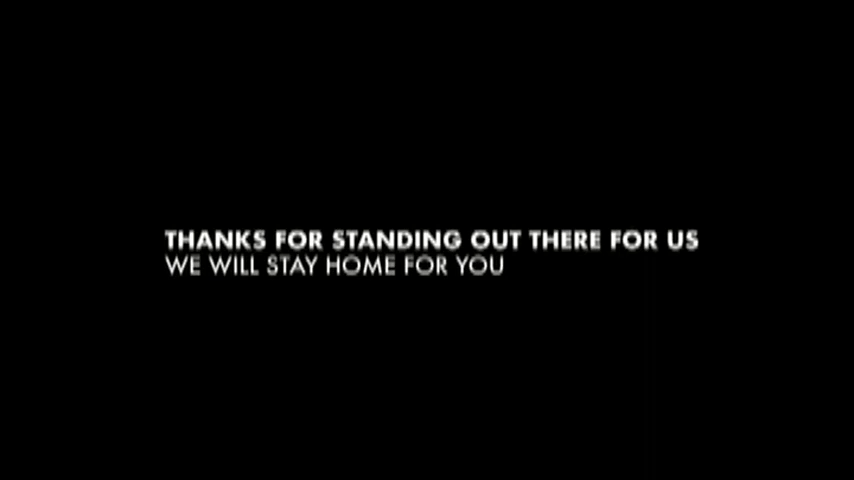 THANKS FOR STANDING OUT THERE FOR US
WE WILL STAY HOME FOR YOU